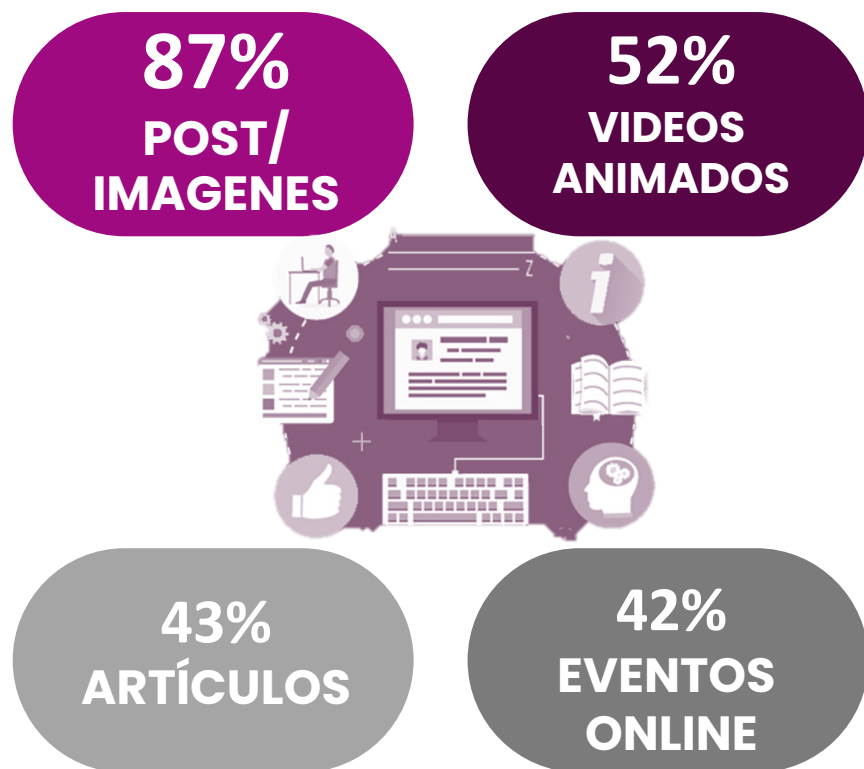 87%
POST/
IMAGENES
52%
VIDEOS
ANIMADOS
A
Z
i
43%
ARTÍCULOS
42%
EVENTOS
ONLINE